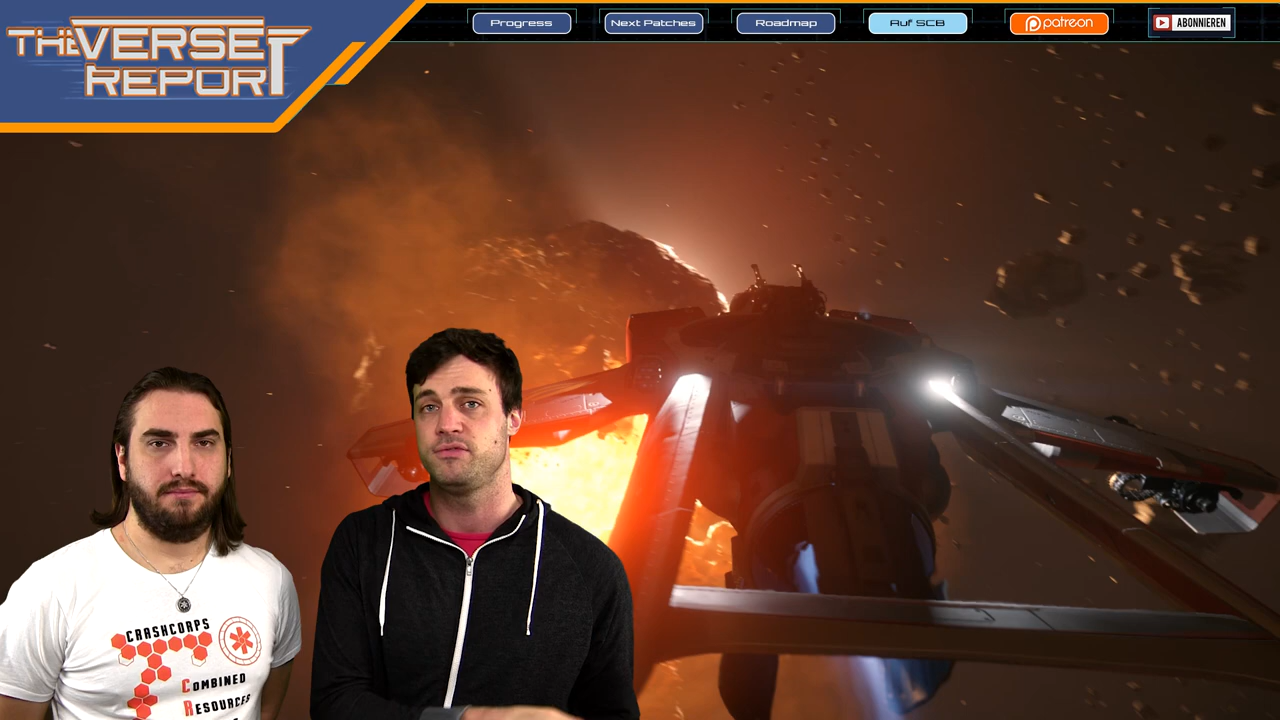 THE VERSE
REPORT
Progress
Next Patches
Roadmap
Auf SCB
patreon
ABONNIEREN
CRASHCORPS
COMBINED
RESOURCES